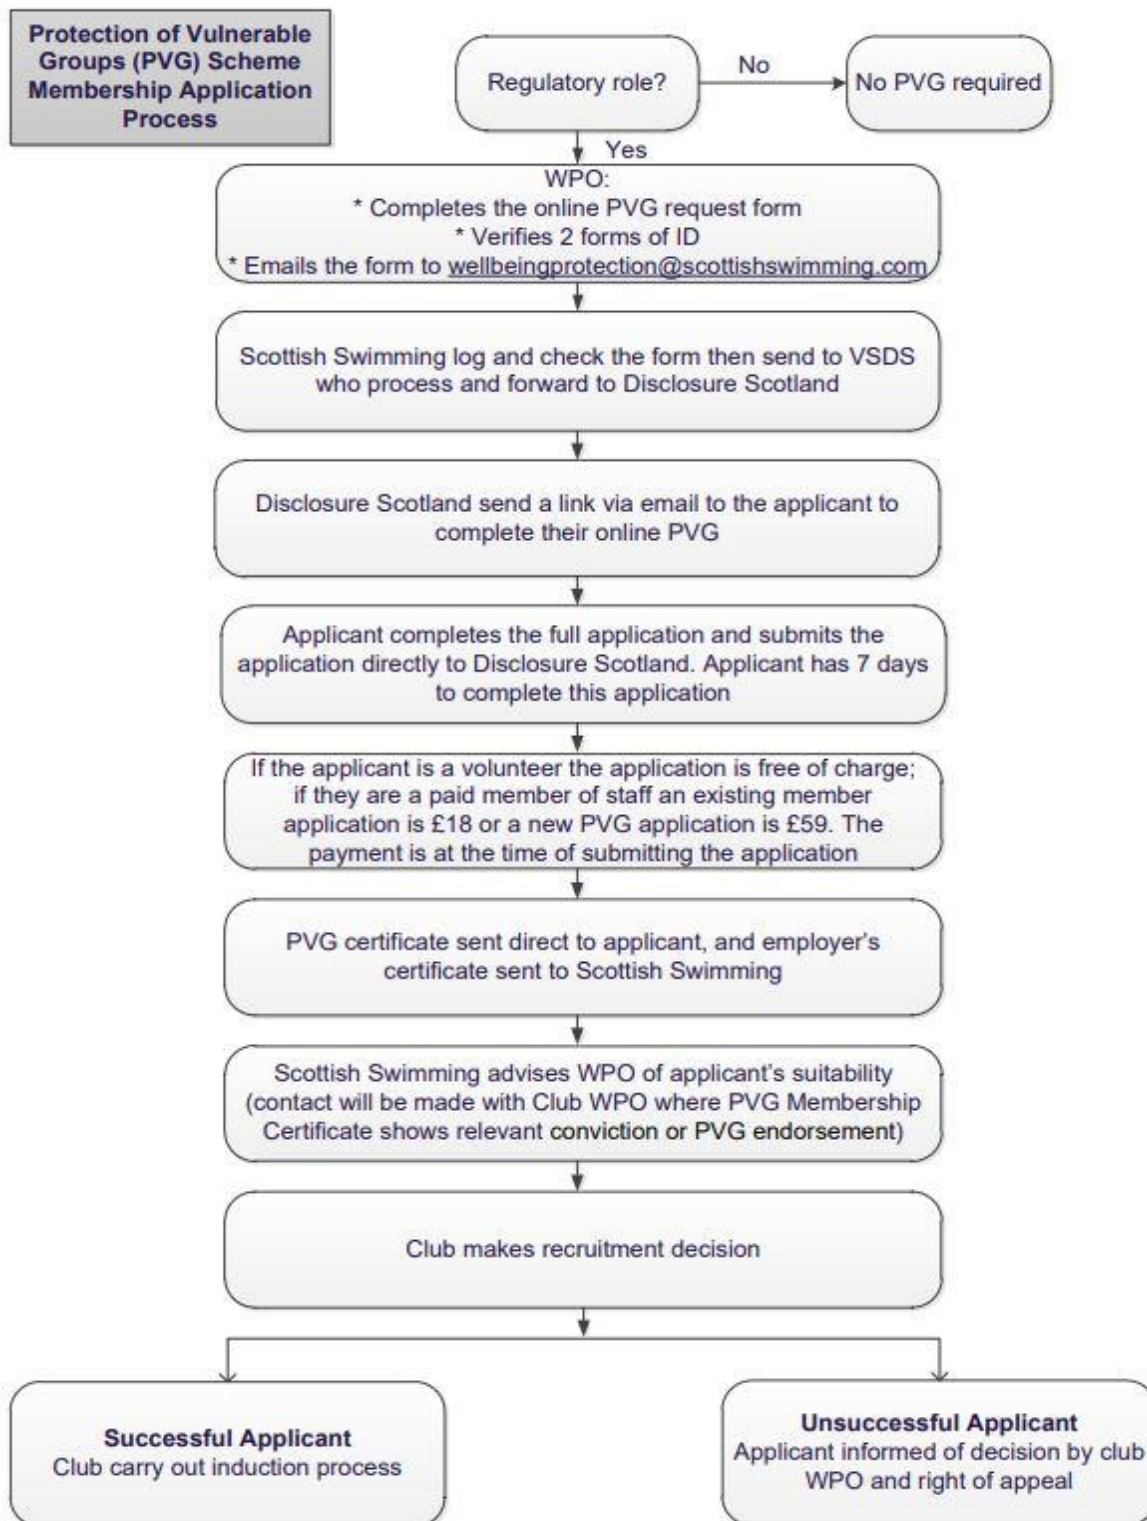 Protection of Vulnerable
Groups (PVG) Scheme
Membership Application
Process
Regulatory role?
No
No PVG required
Yes
WPO:
* Completes the online PVG request form
* Verifies 2 forms of ID
* Emails the form to wellbeingprotection@scottishswimming.com
Scottish Swimming log and check the form then send to VSDS
who process and forward to Disclosure Scotland
Disclosure Scotland send a link via email to the applicant to
complete their online PVG
Applicant completes the full application and submits the
application directly to Disclosure Scotland. Applicant has 7 days
to complete this application
If the applicant is a volunteer the application is free of charge;
if they are a paid member of staff an existing member
application is £18 or a new PVG application is £59. The
payment is at the time of submitting the application
PVG certificate sent direct to applicant, and employer's
certificate sent to Scottish Swimming
Scottish Swimming advises WPO of applicant's suitability
(contact will be made with Club WPO where PVG Membership
Certificate shows relevant conviction or PVG endorsement)
Club makes recruitment decision
Successful Applicant
Club carry out induction process
Unsuccessful Applicant
Applicant informed of decision by club
WPO and right of appeal